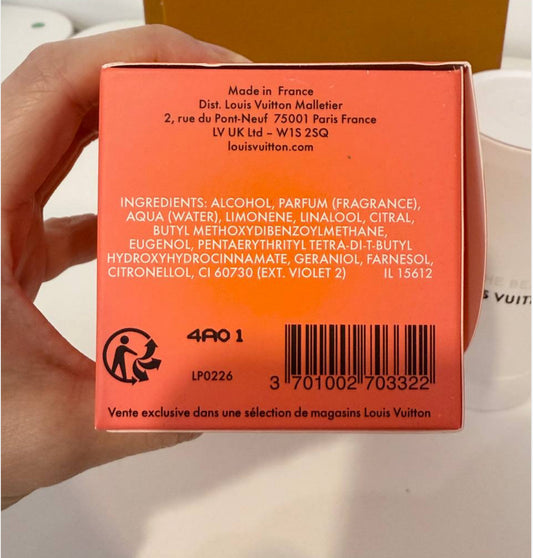 Made in France
Dist. Louis Vuitton Malletier
2, rue du Pont-Neuf 75001 Paris France
LV UK Ltd – W1S 2SQ
louisvuitton.com
INGREDIENTS: ALCOHOL, PARFUM (FRAGRANCE),
AQUA (WATER), LIMONENE, LINALOOL, CITRAL,
BUTYL METHOXYDIBENZOYLMETHANE,
EUGENOL, PENTAERYTHRITYL TETRA-DI-T-BUTYL
HYDROXYHYDROCINNAMATE, GERANIOL, FARNESOL,
CITRONELLOL, CI 60730 (EXT. VIOLET 2) IL 15612
4A01
LP0226
3 701002 703322
Vente exclusive dans une sélection de magasins Louis Vuitton